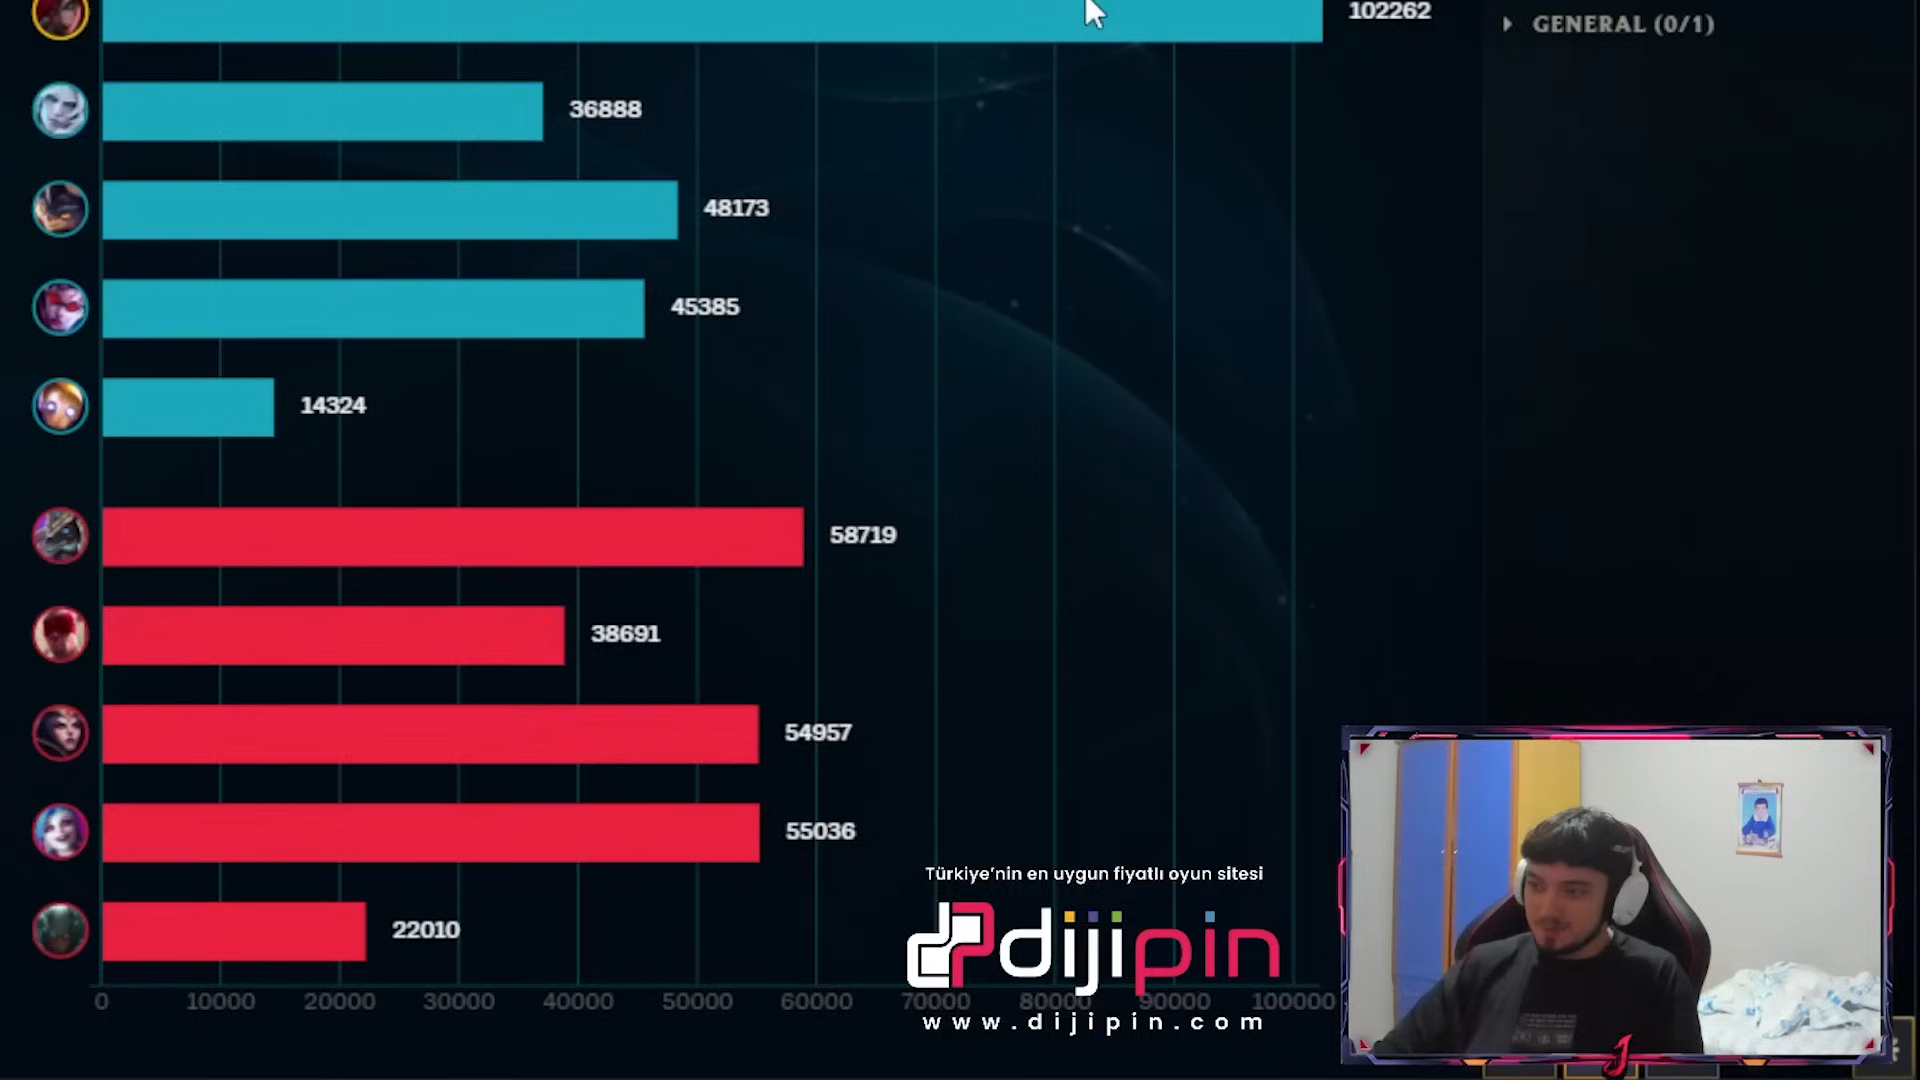 102262
GENERAL (0/1)
36888
48173
45385
14324
58719
38691
54957
55036
22010
0 10000 20000 30000 40000 50000 60000 70000 80000 90000 100000
Türkiye'nin en uygun fiyatlı oyun sitesi
dijipin
www.dijipin.com